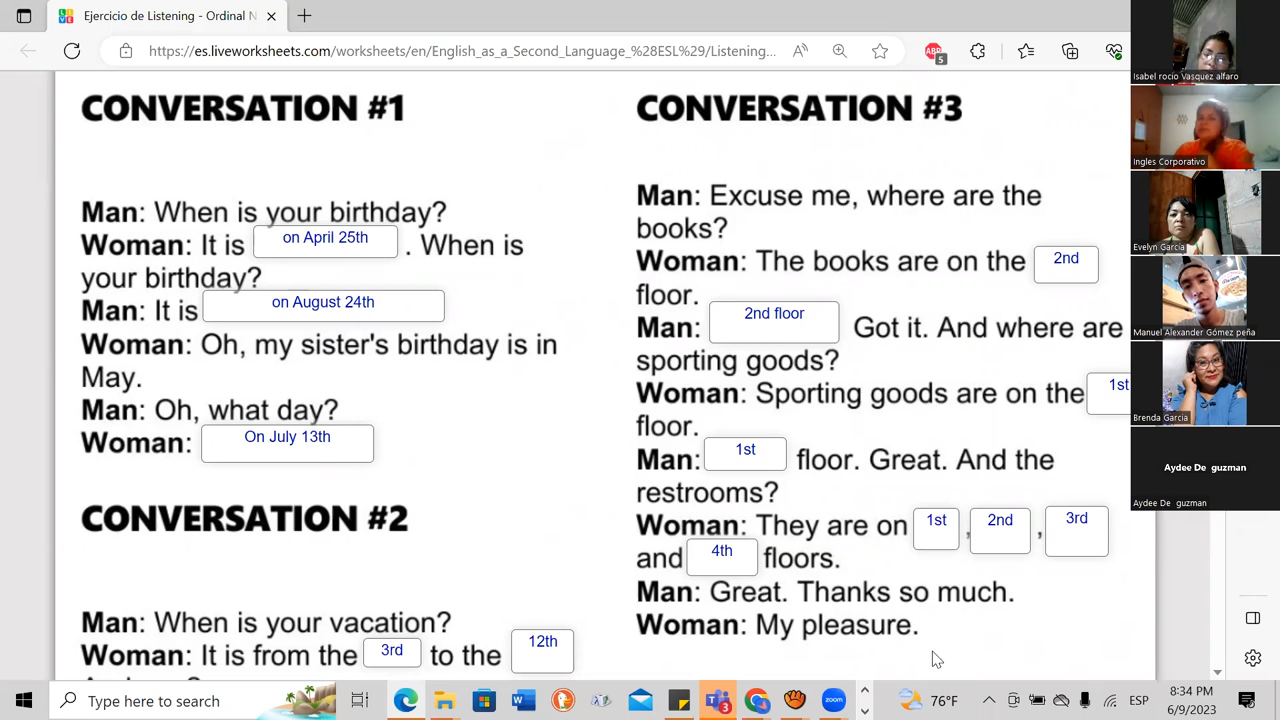 Ejercicio de Listening - Ordinal N
https://es.liveworksheets.com/worksheets/en/English_as_a_Second_Language_%28ESL%29/Listening...
CONVERSATION #1
Man: When is your birthday?
Woman: It is on April 25th . When is
your birthday?
Man: It is on August 24th
Woman: Oh, my sister's birthday is in
May.
Man: Oh, what day?
Woman: On July 13th
CONVERSATION #2
Man: When is your vacation?
Woman: It is from the 3rd to the 12th
CONVERSATION #3
Man: Excuse me, where are the
books?
Woman: The books are on the 2nd
floor.
Man: 2nd floor Got it. And where are
sporting goods?
Woman: Sporting goods are on the 1st
floor.
Man: 1st floor. Great. And the
restrooms?
Woman: They are on 1st , 2nd , 3rd
and 4th floors.
Man: Great. Thanks so much.
Woman: My pleasure.
Isabel rocio Vasquez alfaro
Ingles Corporativo
Evelyn García
Manuel Alexander Gómez peña
Brenda Garcia
Aydee De guzman
Aydee De guzman
Type here to search
76°F
ESP
8:34 PM
6/9/2023